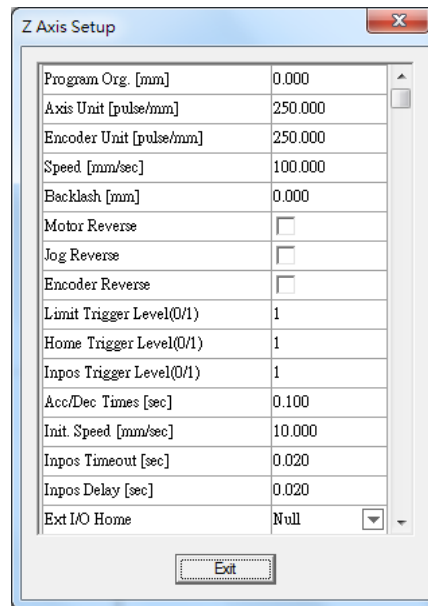 Z Axis Setup
Program Org. [mm] 0.000
Axis Unit [pulse/mm] 250.000
Encoder Unit [pulse/mm] 250.000
Speed [mm/sec] 100.000
Backlash [mm] 0.000
Motor Reverse
Jog Reverse
Encoder Reverse
Limit Trigger Level(0/1) 1
Home Trigger Level(0/1) 1
Inpos Trigger Level(0/1) 1
Acc/Dec Times [sec] 0.100
Init. Speed [mm/sec] 10.000
Inpos Timeout [sec] 0.020
Inpos Delay [sec] 0.020
Ext I/O Home Null
Exit